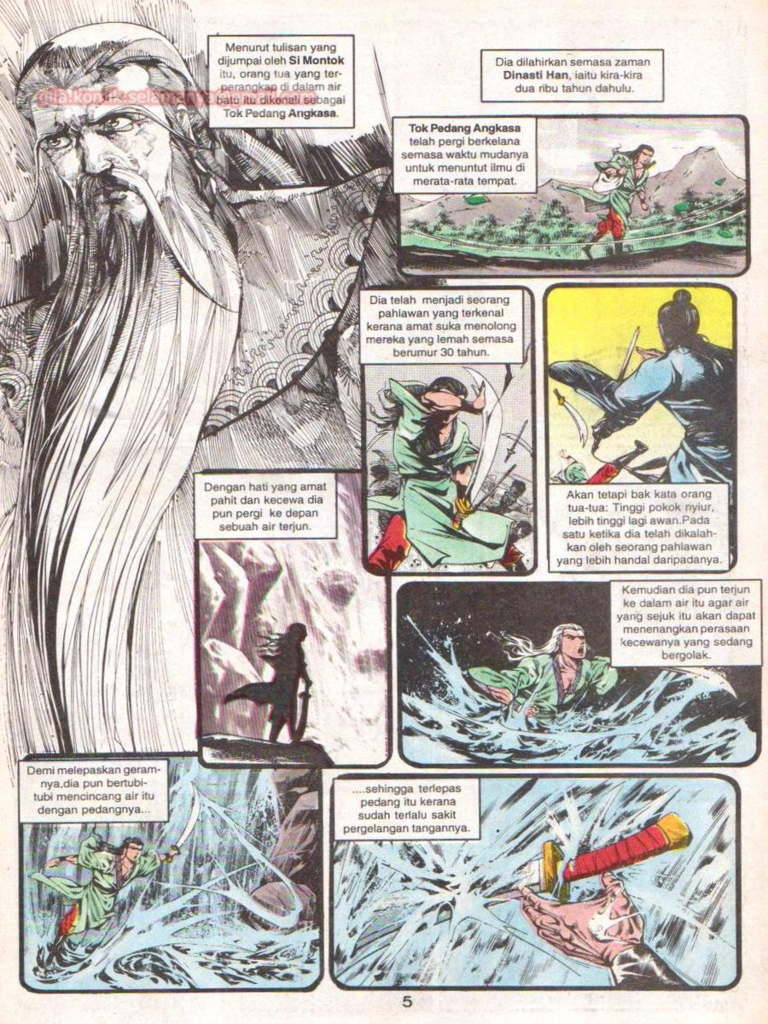 Menurut tulisan yang
dijumpai oleh Si Montok
itu, orang tua yang ter-
perangkap di dalam air
batu itu dikenali sebagai
Tok Pedang Angkasa.
Dia dilahirkan semasa zaman
Dinasti Han, iaitu kira-kira
dua ribu tahun dahulu.
Tok Pedang Angkasa
telah pergi berkelana
semasa waktu mudanya
untuk menuntut ilmu di
merata-rata tempat.
Dia telah menjadi seorang
pahlawan yang terkenal
kerana amat suka menolong
mereka yang lemah semasa
berumur 30 tahun.
Akan tetapi bak kata orang
tua-tua: Tinggi pokok nyiur,
lebih tinggi lagi awan.Pada
satu ketika dia telah dikalah-
kan oleh seorang pahlawan
yang lebih handal daripadanya.
Dengan hati yang amat
pahit dan kecewa dia
pun pergi ke depan
sebuah air terjun.
Kemudian dia pun terjun
ke dalam air itu agar air
yang sejuk itu akan dapat
menenangkan perasaan
kecewanya yang sedang
bergolak.
Demi melepaskan geram-
nya,dia pun bertubi-
tubi mencincang air itu
dengan pedangnya...
....sehingga terlepas
pedang itu kerana
sudah terlalu sakit
pergelangan tangannya.
5